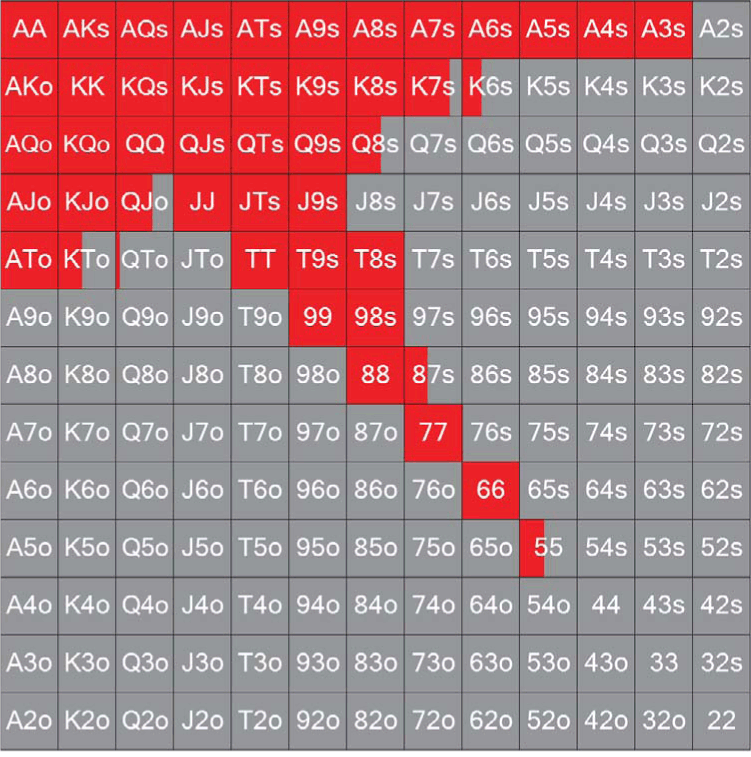 AA AKs AQs AJs ATs A9s A8s A7s A6s A5s A4s A3s A2s
AKo KK KQs KJs KTs K9s K8s K7s K6s K5s K4s K3s K2s
AQo KQo QQ QJs QTs Q9s Q8s Q7s Q6s Q5s Q4s Q3s Q2s
AJo KJo QJo JJ JTs J9s J8s J7s J6s J5s J4s J3s J2s
ATo KTo QTo JTo TT T9s T8s T7s T6s T5s T4s T3s T2s
A9o K9o Q9o J9o T9o 99 98s 97s 96s 95s 94s 93s 92s
A8o K8o Q8o J8o T8o 98o 88 87s 86s 85s 84s 83s 82s
A7o K7o Q7o J7o T7o 97o 87o 77 76s 75s 74s 73s 72s
A6o K6o Q6o J6o T6o 96o 86o 76o 66 65s 64s 63s 62s
A5o K5o Q5o J5o T5o 95o 85o 75o 65o 55 54s 53s 52s
A4o K4o Q4o J4o T4o 94o 84o 74o 64o 54o 44 43s 42s
A3o K3o Q3o J3o T3o 93o 83o 73o 63o 53o 43o 33 32s
A2o K2o Q2o J2o T2o 92o 82o 72o 62o 52o 42o 32o 22